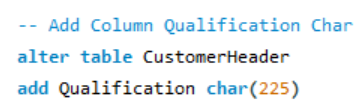 -- Add Column Qualification Char
alter table CustomerHeader
add Qualification char(225)